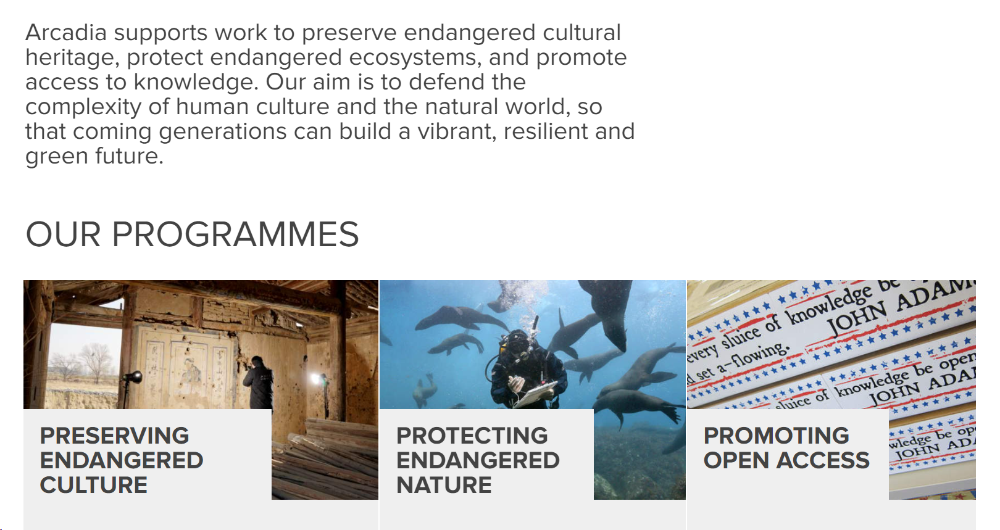 Arcadia supports work to preserve endangered cultural
heritage, protect endangered ecosystems, and promote
access to knowledge. Our aim is to defend the
complexity of human culture and the natural world, so
that coming generations can build a vibrant, resilient and
green future.
OUR PROGRAMMES
every sluice of knowledge be
set a-flowing.
JOHN ADAM
sluice of knowledge be open
JOHN ADA
wledge be op
JOHN ADA
PRESERVING
ENDANGERED
CULTURE
PROTECTING
ENDANGERED
NATURE
PROMOTING
OPEN ACCESS